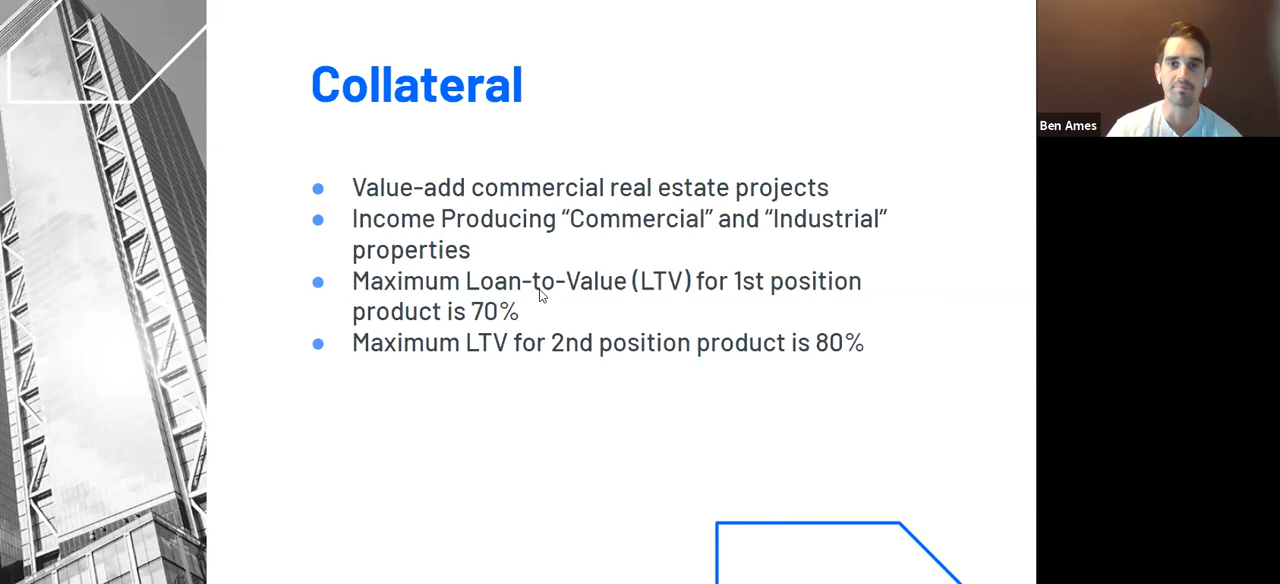 Collateral
Value-add commercial real estate projects
Income Producing “Commercial” and “Industrial”
properties
Maximum Loan-to-Value (LTV) for 1st position
product is 70%
Maximum LTV for 2nd position product is 80%
Ben Ames